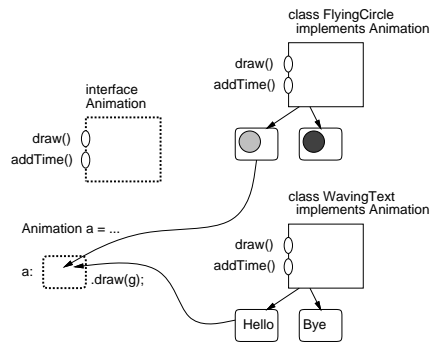 class FlyingCircle
implements Animation
draw()
addTime()
interface
Animation
draw()
addTime()
class WavingText
implements Animation
Animation a = ...
draw()
addTime()
a:
.draw(g);
Hello
Bye